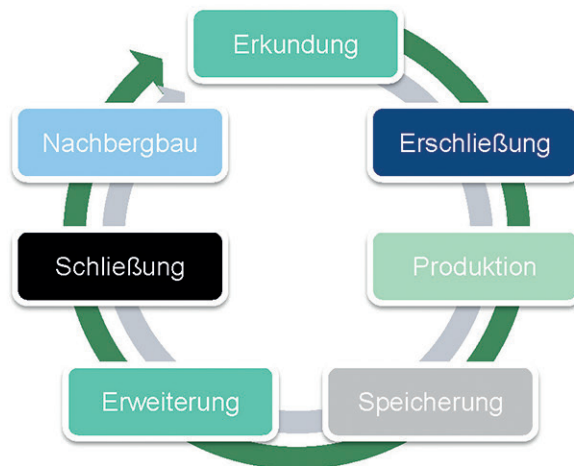 Erkundung
Erschließung
Produktion
Speicherung
Erweiterung
Schließung
Nachbergbau